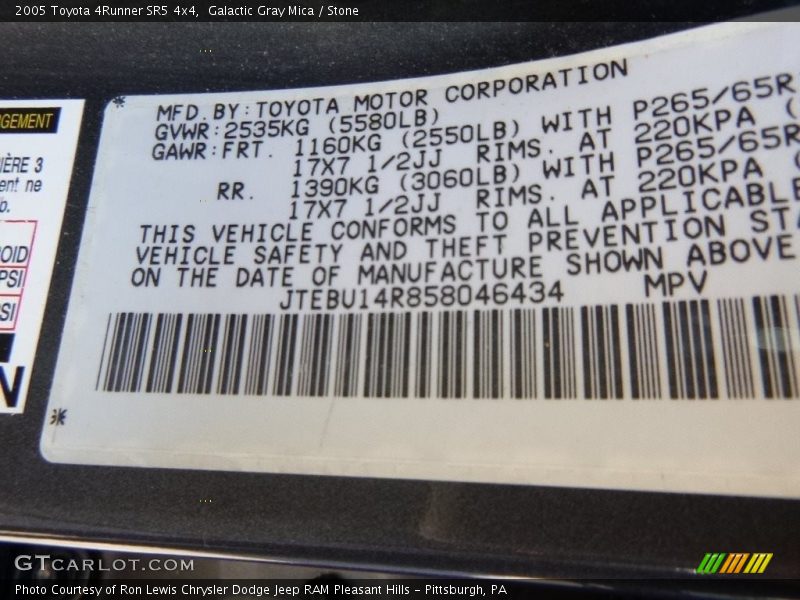 2005 Toyota 4Runner SR5 4x4, Galactic Gray Mica / Stone
GEMENT
IÈRE 3
ent ne
b.
OID
PSI
SI
N
MFD.BY:TOYOTA MOTOR CORPORATION
GVWR:2535KG (5580LB)
GAWR:FRT. 1160KG (2550LB) WITH P265/65R
17X7 1/2JJ RIMS. AT 220KPA (
RR. 1390KG (3060LB) WITH P265/65R
17X7 1/2JJ RIMS. AT 220KPA (
THIS VEHICLE CONFORMS TO ALL APPLICABLE
VEHICLE SAFETY AND THEFT PREVENTION STA
ON THE DATE OF MANUFACTURE SHOWN ABOVE
JTEBU14R858046434 MPV
GTCARLOT.COM
Photo Courtesy of Ron Lewis Chrysler Dodge Jeep RAM Pleasant Hills - Pittsburgh, PA